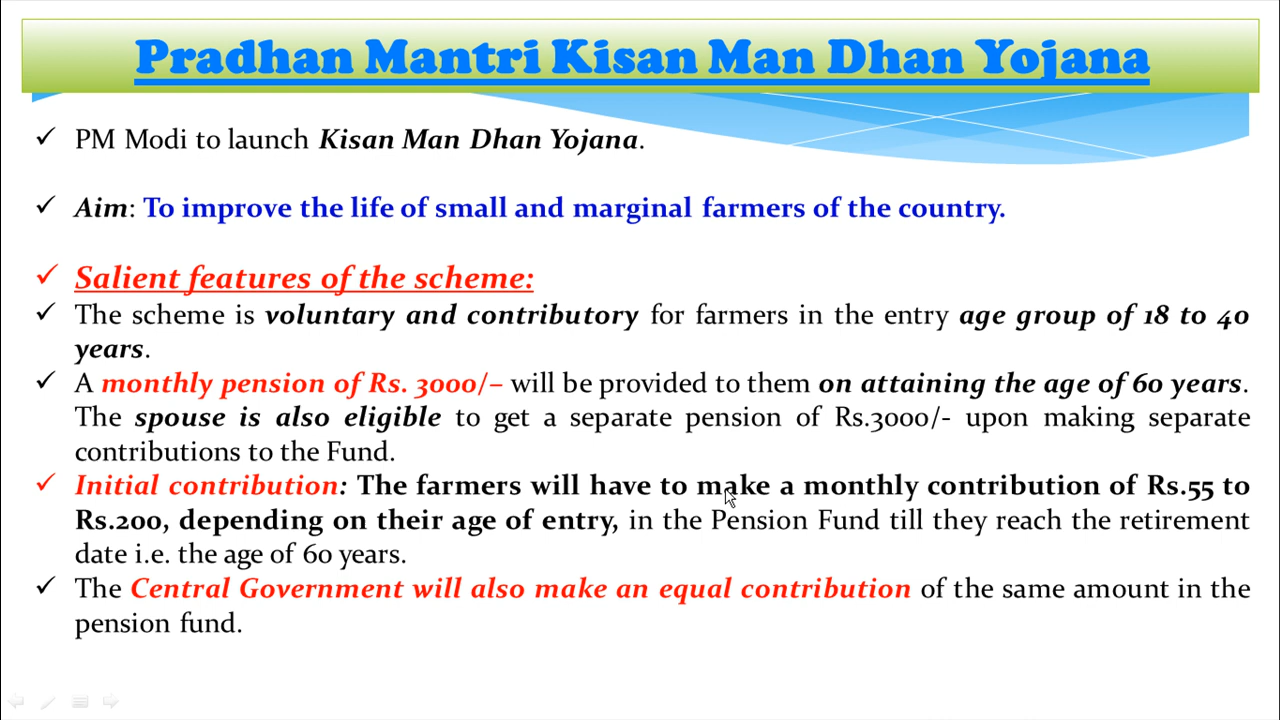 Pradhan Mantri Kisan Man Dhan Yojana
✓ PM Modi to launch Kisan Man Dhan Yojana.
✓ Aim: To improve the life of small and marginal farmers of the country.
✓ Salient features of the scheme:
✓ The scheme is voluntary and contributory for farmers in the entry age group of 18 to 40
years.
✓ A monthly pension of Rs. 3000/– will be provided to them on attaining the age of 60 years.
The spouse is also eligible to get a separate pension of Rs.3000/- upon making separate
contributions to the Fund.
✓ Initial contribution: The farmers will have to make a monthly contribution of Rs.55 to
Rs.200, depending on their age of entry, in the Pension Fund till they reach the retirement
date i.e. the age of 60 years.
✓ The Central Government will also make an equal contribution of the same amount in the
pension fund.